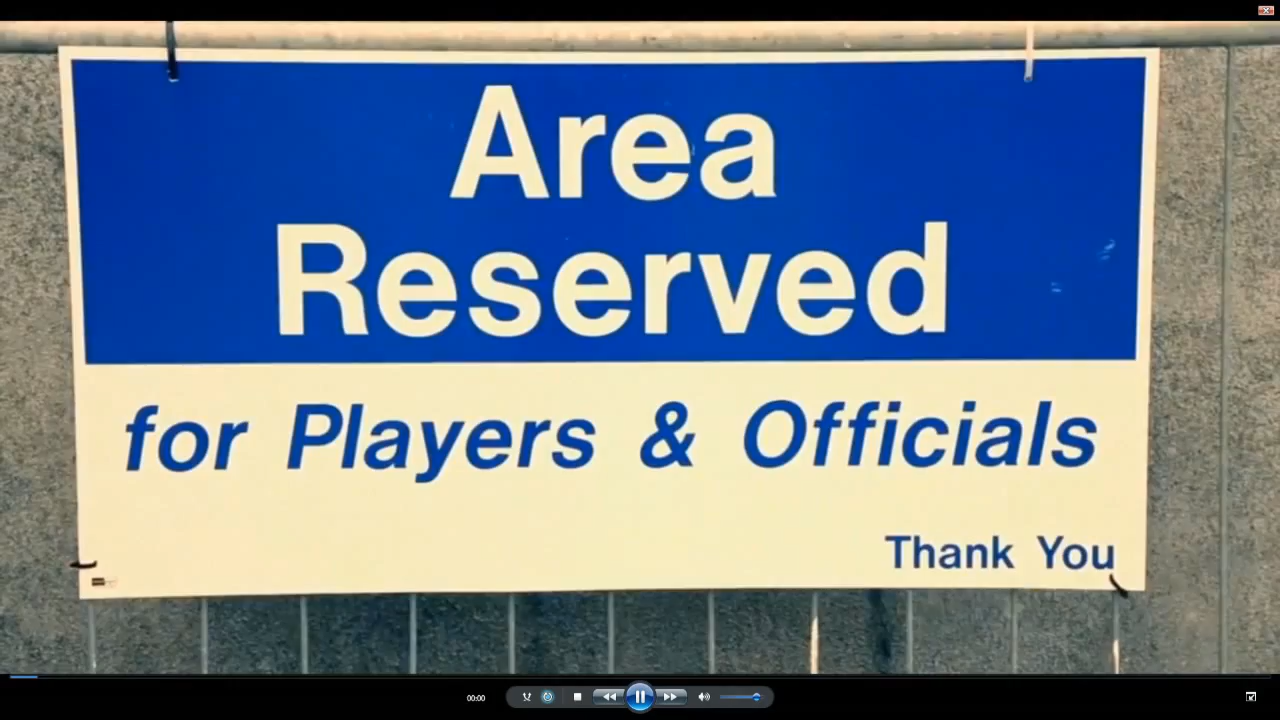 Area
Reserved
for Players & Officials
Thank You
00:00